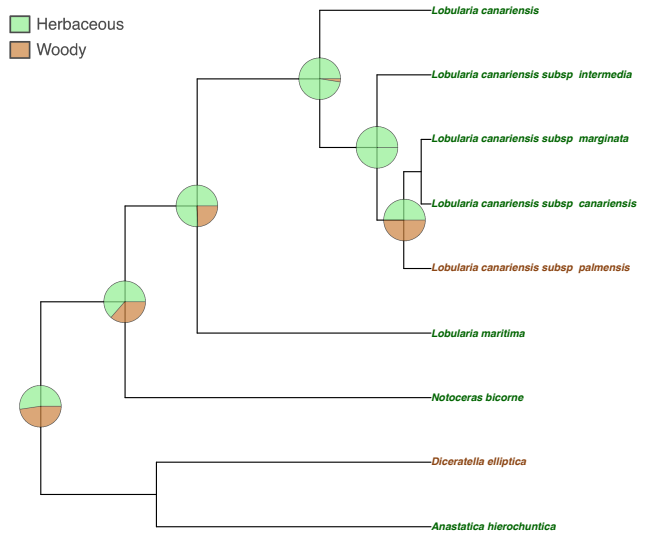 Herbaceous
Woody
Lobularia canariensis
Lobularia canariensis subsp intermedia
Lobularia canariensis subsp marginata
Lobularia canariensis subsp canariensis
Lobularia canariensis subsp palmensis
Lobularia maritima
Notoceras bicorne
Diceratella elliptica
Anastatica hierochuntica